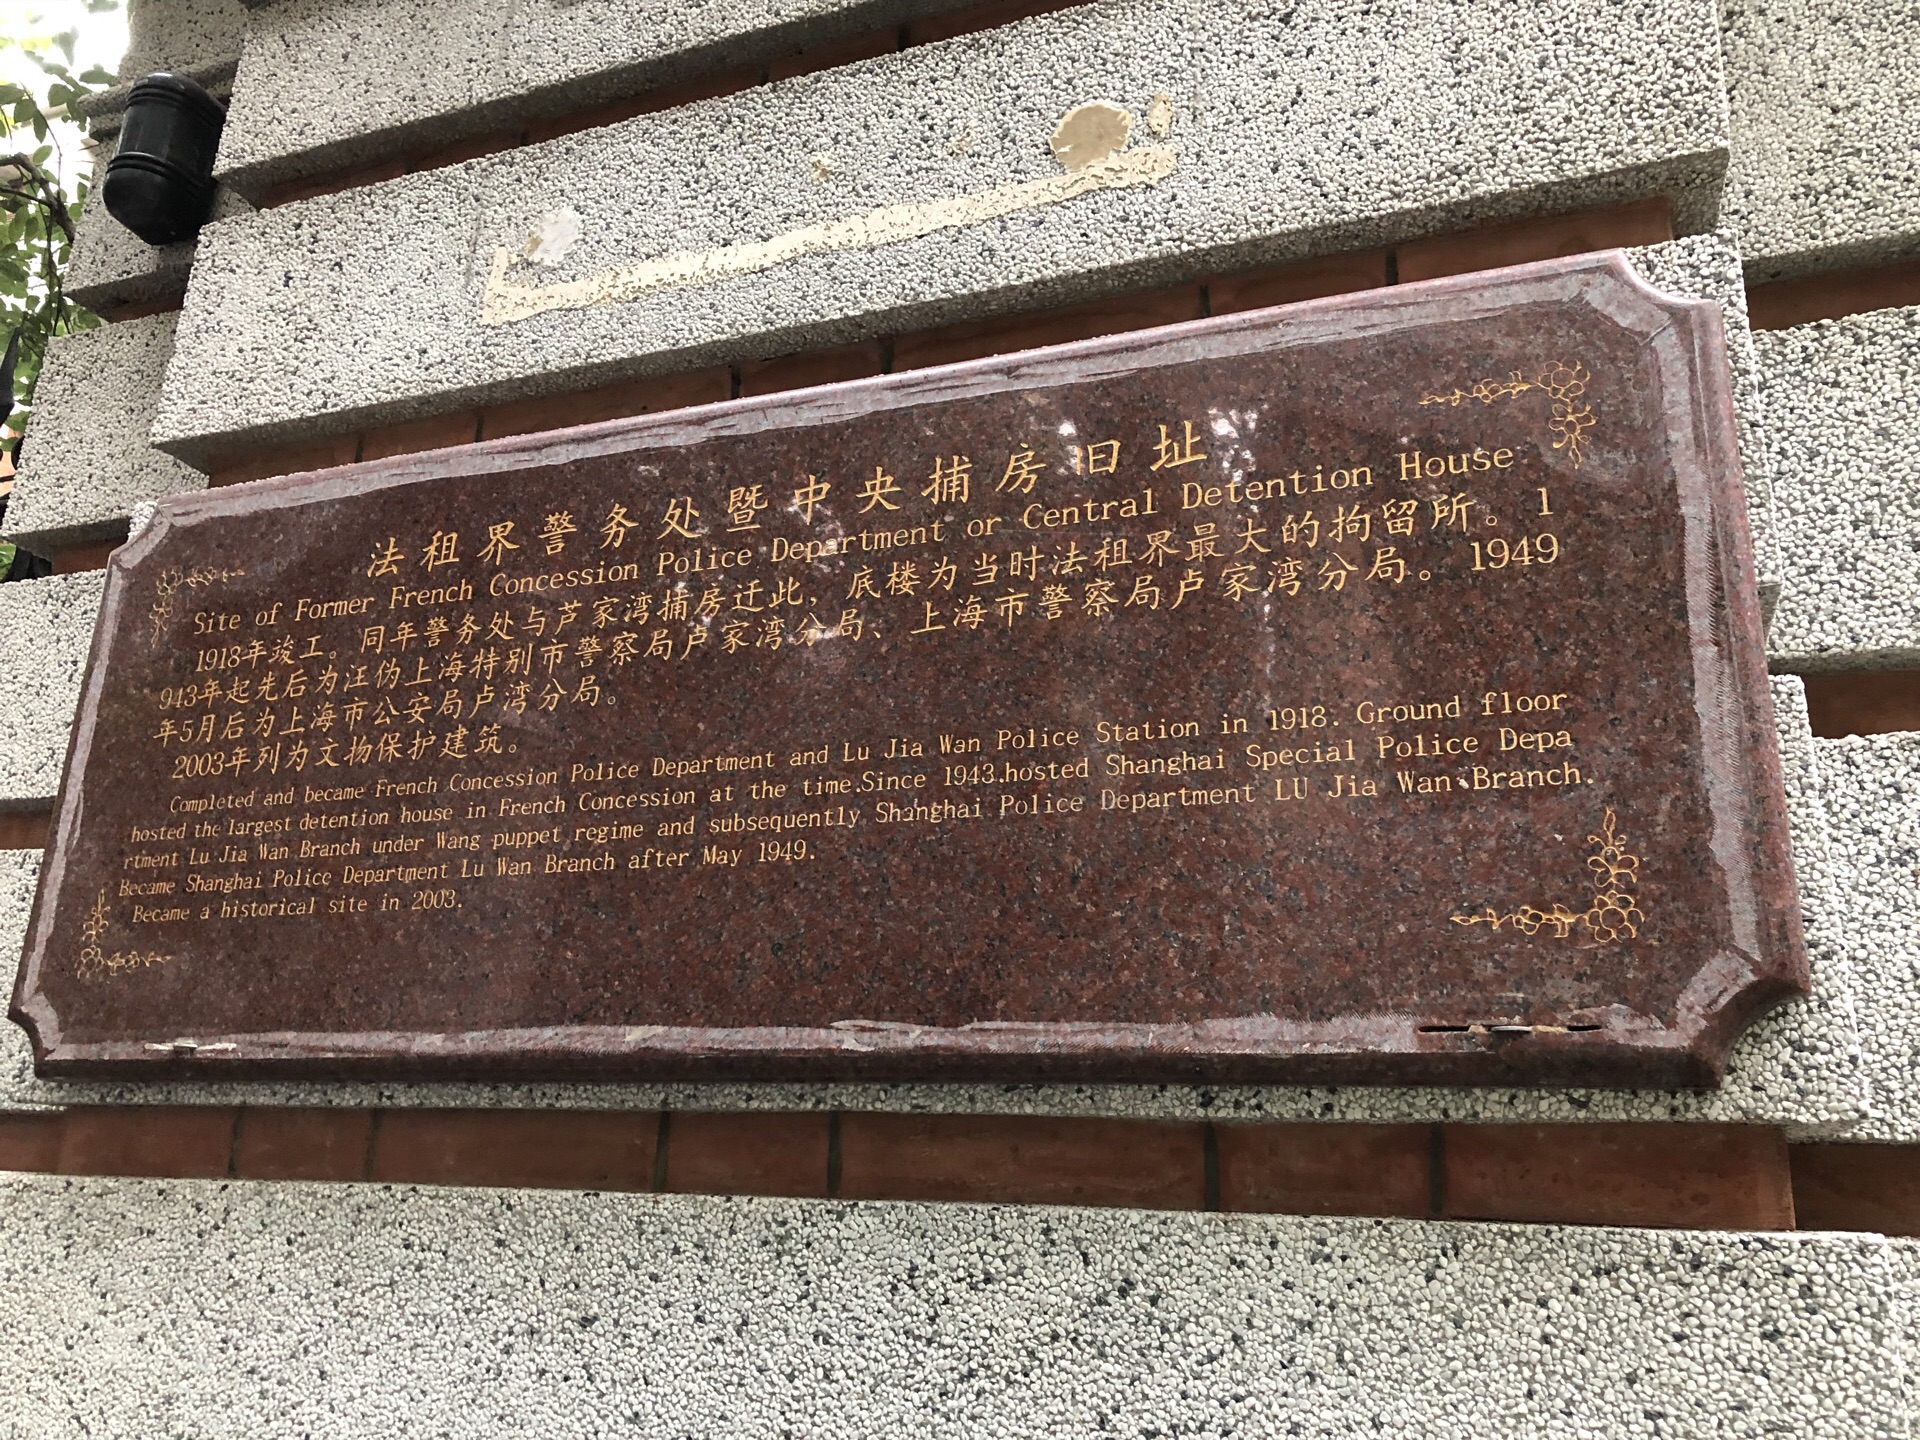 法租界警务处暨中央捕房旧址
Site of Former French Concession Police Department or Central Detention House
1918年竣工。同年警务处与芦家湾捕房迁此，底楼为当时法租界最大的拘留所。1
943年起先后为汪伪上海特别市警察局卢家湾分局、上海市警察局卢家湾分局。1949
年5月后为上海市公安局卢湾分局。
2003年列为文物保护建筑。
Completed and became French Concession Police Department and Lu Jia Wan Police Station in 1918. Ground floor
hosted the largest detention house in French Concession at the time.Since 1943.hosted Shanghai Special Police Depa
rtment Lu Jia Wan Branch under Wang puppet regime and subsequently Shanghai Police Department LU Jia Wan Branch.
Became Shanghai Police Department Lu Wan Branch after May 1949.
Became a historical site in 2003.